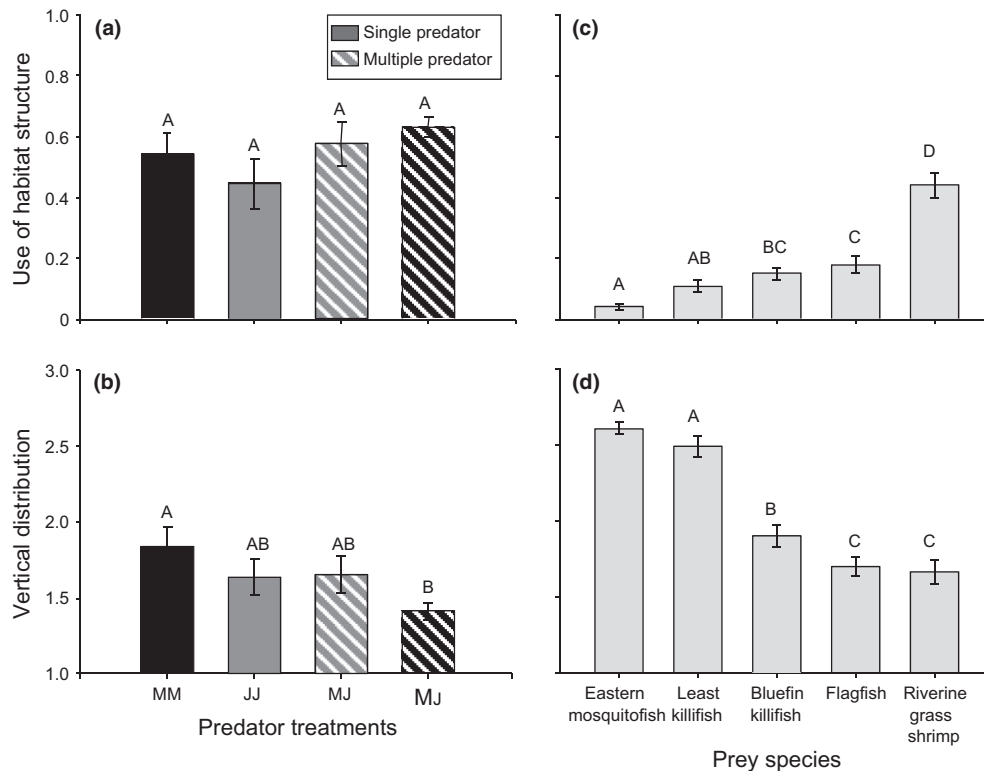 (a)
Single predator
Multiple predator
Use of habitat structure
1.0
0.8
0.6
0.4
0.2
0
A
A
A
A
(c)
A
AB
BC
C
D
(b)
Vertical distribution
3.0
2.5
2.0
1.5
1.0
A
AB
AB
B
MM
JJ
MJ
MJ
Predator treatments
(d)
A
A
B
C
C
Eastern
mosquitofish
Least
killifish
Bluefin
killifish
Flagfish
Riverine
grass
shrimp
Prey species